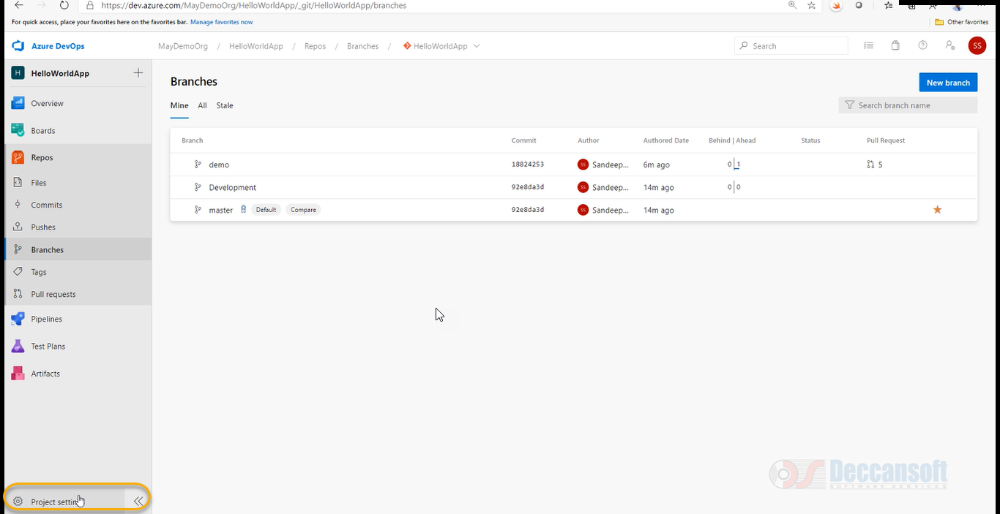 https://dev.azure.com/MayDemoOrg/HelloWorldApp/_git/HelloWorldApp/branches
For quick access, place your favorites here on the favorites bar. Manage favorites now
Other favorites
Azure DevOps
MayDemoOrg / HelloWorldApp / Repos / Branches / HelloWorldApp
Search
SS
H HelloWorldApp
Overview
Boards
Repos
Files
Commits
Pushes
Branches
Tags
Pull requests
Pipelines
Test Plans
Artifacts
Project settin
Branches
New branch
Mine All Stale
Search branch name
Branch Commit Author Authored Date Behind | Ahead Status Pull Request
demo 18824253 SS Sandeep... 6m ago 0 | 1 5
Development 92e8da3d SS Sandeep... 14m ago 0 | 0
master Default Compare 92e8da3d SS Sandeep... 14m ago
DS Deccansoft
SOFTWARE SERVICES